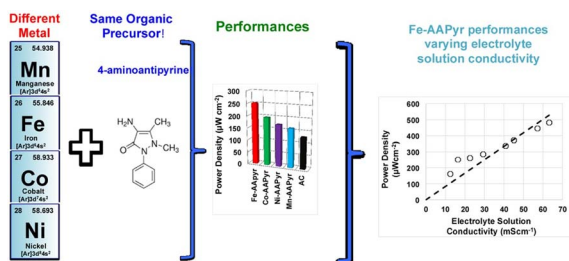 Different
Metal
25 54.938
Mn
Manganese
[Ar]3d⁵4s²
26 55.846
Fe
Iron
[Ar]3d⁶4s²
27 58.933
Co
Cobalt
[Ar]3d⁷4s²
28 58.693
Ni
Nickel
[Ar]3d⁸4s²
Same Organic
Precursor!
4-aminoantipyrine
H₂N
CH₃
N
CH₃
O
N
Performances
Power Density (µW cm⁻²)
300
250
200
150
100
50
0
Fe-AApyr
Co-AAPyr
Ni-AAPyr
Mn-AAPyr
AC
Fe-AAPyr performances
varying electrolyte
solution conductivity
Power Density
(µWcm⁻²)
600
500
400
300
200
100
0
0 10 20 30 40 50 60 70
Electrolyte Solution
Conductivity (mScm⁻¹)